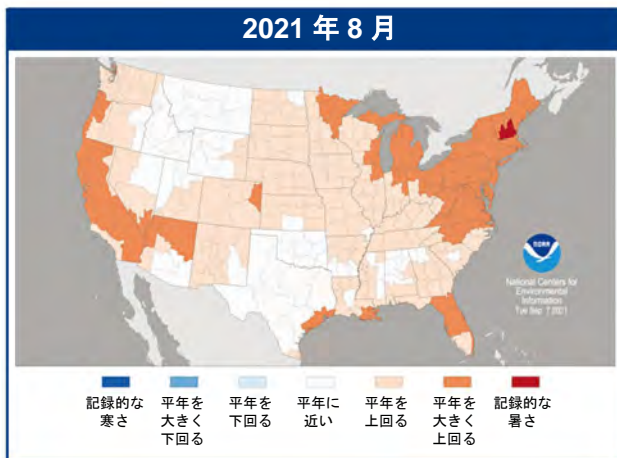 2021 年 8 月
NOAA
National Centers for
Environmental
Information
Tue Sep 7 2021
記録的な
寒さ
平年を
大きく
下回る
平年を
下回る
平年に
近い
平年を
上回る
平年を
大きく
上回る
記録的な
暑さ